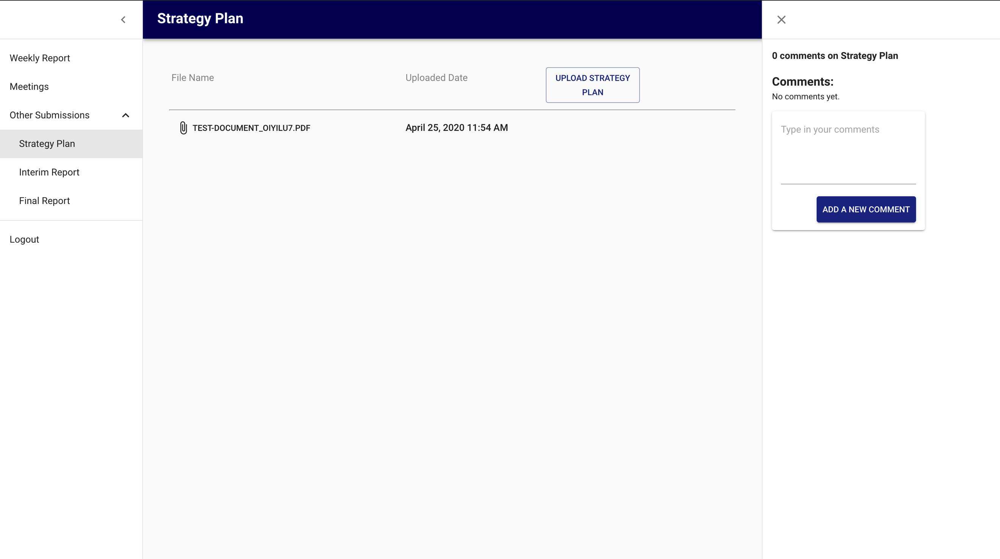 Strategy Plan
Weekly Report
Meetings
Other Submissions
Strategy Plan
Interim Report
Final Report
Logout
File Name
Uploaded Date
UPLOAD STRATEGY
PLAN
TEST-DOCUMENT_OIYILU7.PDF
April 25, 2020 11:54 AM
0 comments on Strategy Plan
Comments:
No comments yet.
Type in your comments
ADD A NEW COMMENT